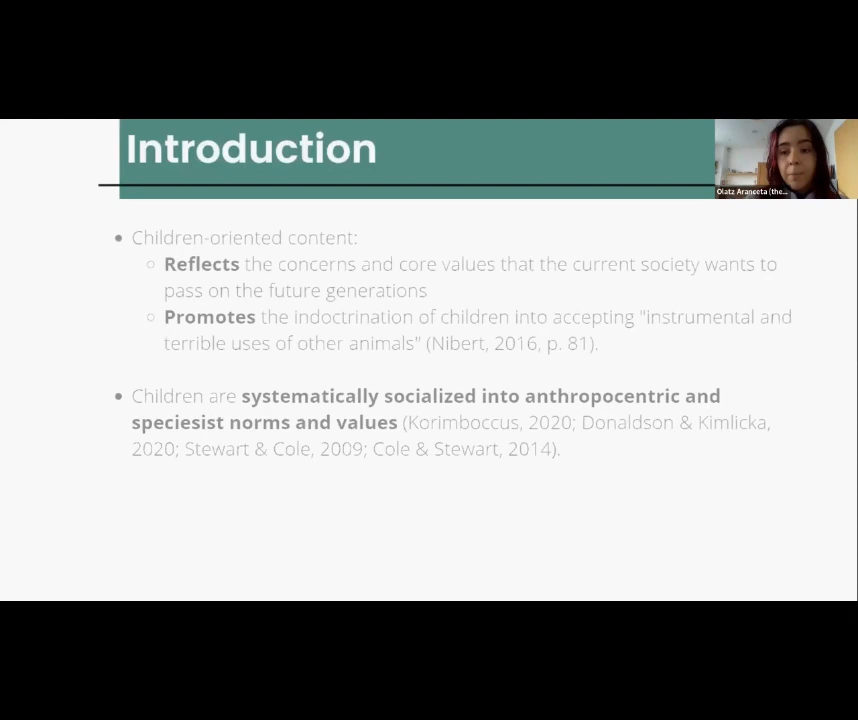 Introduction
Olatz Aranceta (the...
Children-oriented content:
Reflects the concerns and core values that the current society wants to
pass on the future generations
Promotes the indoctrination of children into accepting "instrumental and
terrible uses of other animals" (Nibert, 2016, p. 81).
Children are systematically socialized into anthropocentric and
speciesist norms and values (Korimboccus, 2020; Donaldson & Kimlicka,
2020; Stewart & Cole, 2009; Cole & Stewart, 2014).